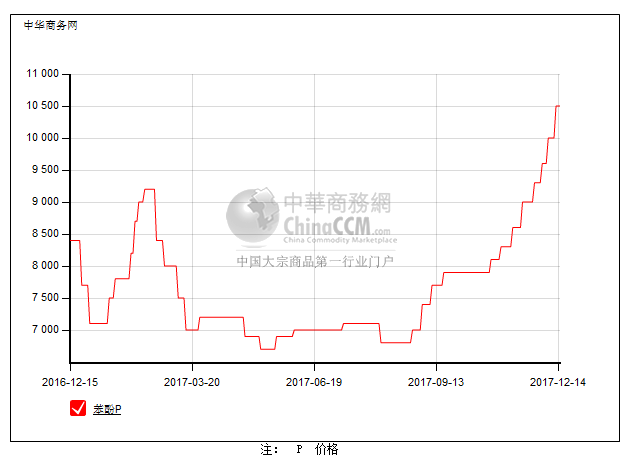 中华商务网
11 000
10 500
10 000
9 500
9 000
8 500
8 000
7 500
7 000
中華商務網
ChinaCCM.com
China Commodity Marketplace
中国大宗商品第一行业门户
2016-12-15 2017-03-20 2017-06-19 2017-09-13 2017-12-14
苯酚P
注: P 价格